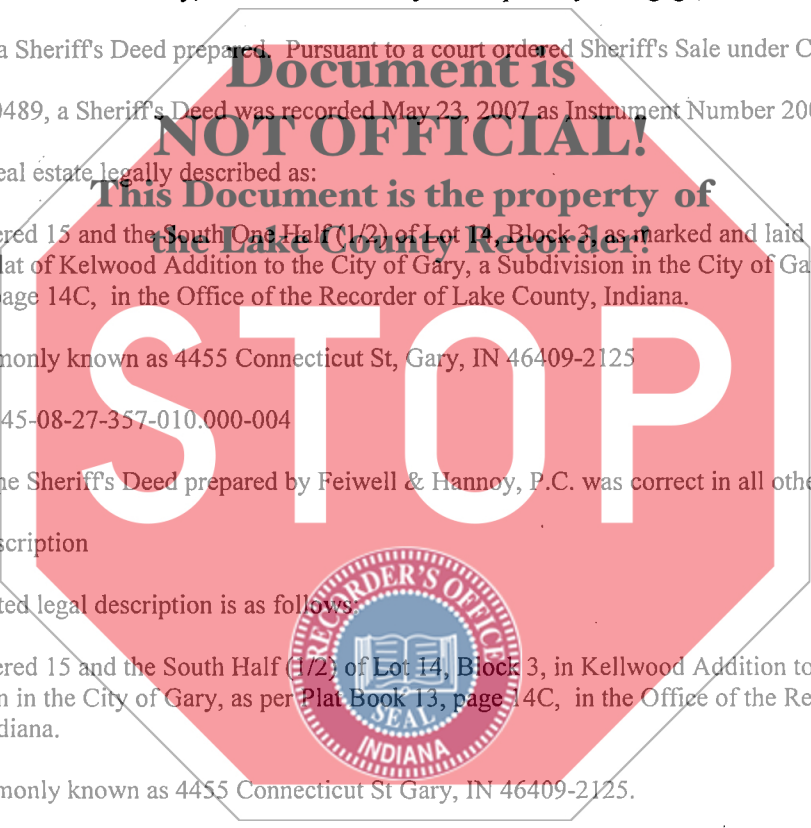 a Sheriff's Deed prepared. Pursuant to a court ordered Sheriff's Sale under C
Document is
0489, a Sheriff's Deed was recorded May 23, 2007 as Instrument Number 200
NOT OFFICIAL!
eal estate legally described as:
This Document is the property of
ered 15 and the South One Half (1/2) of Lot 14, Block 3, as marked and laid
the Lake County Recorder!
lat of Kelwood Addition to the City of Gary, a Subdivision in the City of Ga
age 14C, in the Office of the Recorder of Lake County, Indiana.
STOP
monly known as 4455 Connecticut St, Gary, IN 46409-2125
45-08-27-357-010.000-004
he Sheriff's Deed prepared by Feiwell & Hannoy, P.C. was correct in all othe
scription
ted legal description is as follows:
ered 15 and the South Half (1/2) of Lot 14, Block 3, in Kellwood Addition to
n in the City of Gary, as per Plat Book 13, page 14C, in the Office of the Re
diana.
RECORDER'S OFFICE
SEAL
INDIANA
monly known as 4455 Connecticut St Gary, IN 46409-2125.